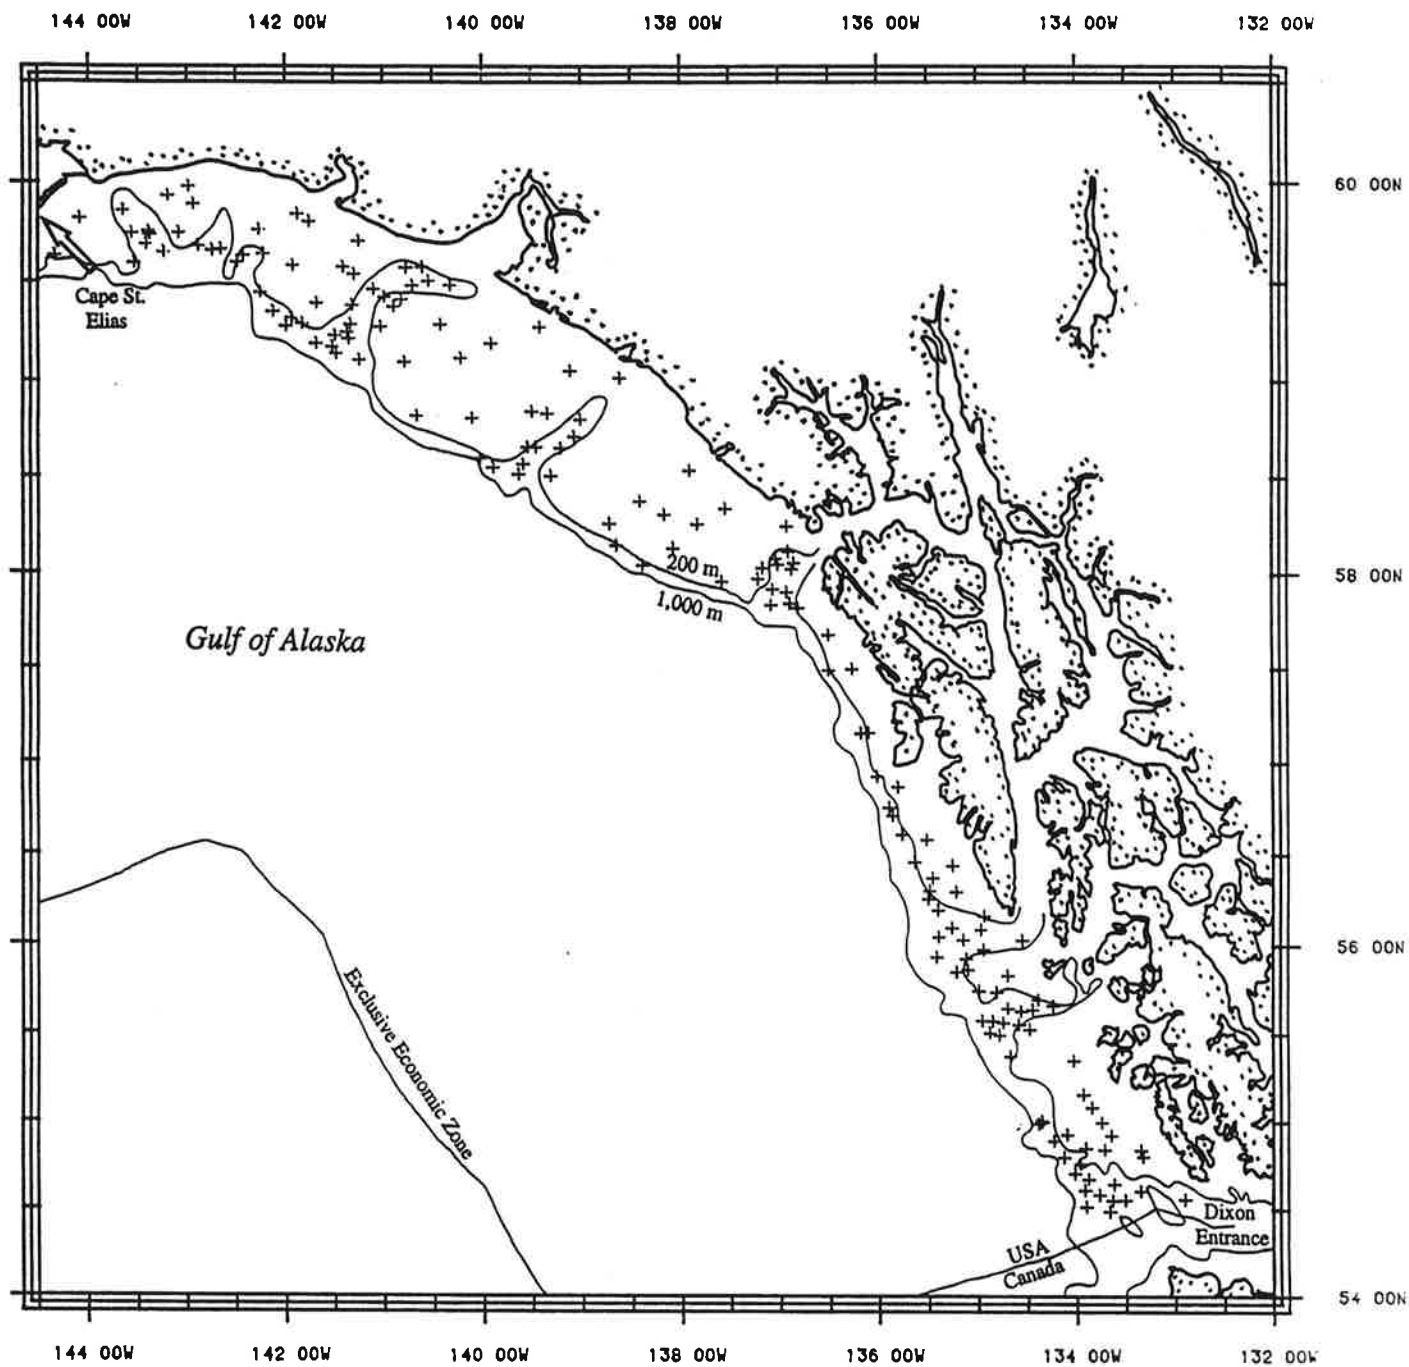 144 00W 142 00W 140 00W 138 00W 136 00W 134 00W 132 00W
60 00N
Cape St.
Elias
200 m
58 00N
1,000 m
Gulf of Alaska
56 00N
Exclusive Economic Zone
Dixon
Entrance
USA
Canada
54 00N
144 00W 142 00W 140 00W 138 00W 136 00W 134 00W 132 00W